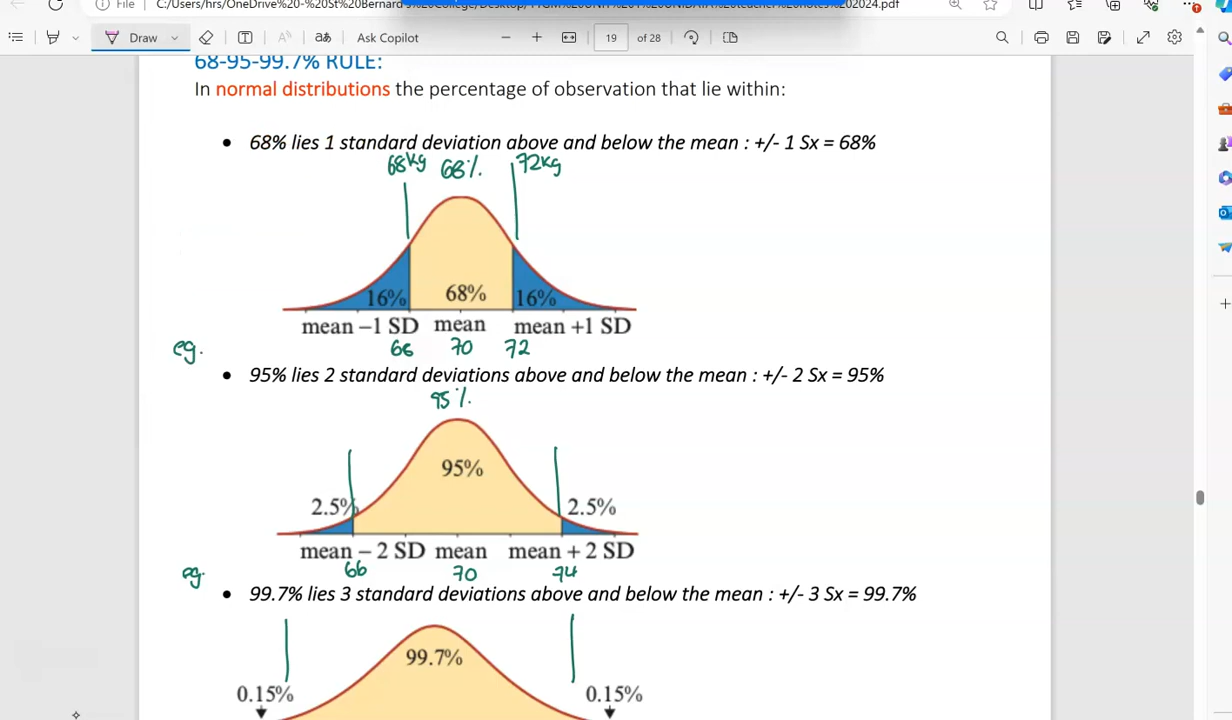 File
C:/Users/hrs/OneDrive%20-%20St
2024.pdf
Draw
Ask Copilot
19 of 28
68-95-99.7% RULE:
In normal distributions the percentage of observation that lie within:
• 68% lies 1 standard deviation above and below the mean : +/- 1 Sx = 68%
68kg 68% 72kg
16% 68% 16%
mean −1 SD mean mean +1 SD
68 70 72
eg.
• 95% lies 2 standard deviations above and below the mean : +/- 2 Sx = 95%
95%
95%
2.5% 2.5%
mean − 2 SD mean mean + 2 SD
66 70 74
eg.
• 99.7% lies 3 standard deviations above and below the mean : +/- 3 Sx = 99.7%
99.7%
0.15% 0.15%